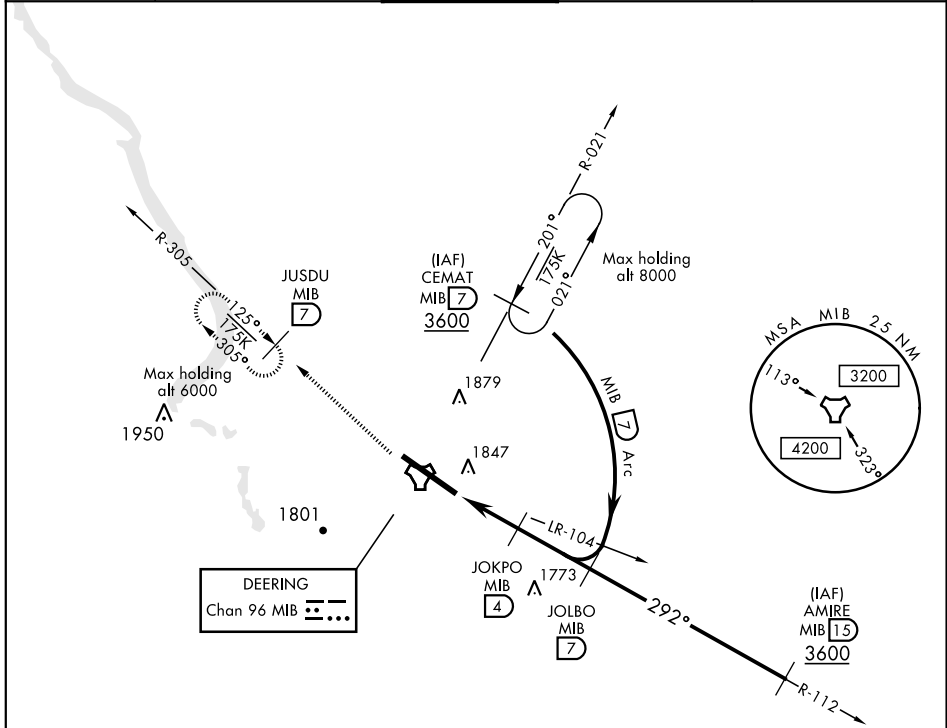 R-021
R-305
JUSDU
MIB
7
125°
175K
305°
Max holding
alt 6000
1950
(IAF)
CEMAT
MIB 7
3600
201°
175K
021°
Max holding
alt 8000
1879
MIB 7 Arc
1847
MSA MIB 25 NM
113°
3200
4200
323°
1801
DEERING
Chan 96 MIB
LR-104
JOKPO
MIB
4
1773
JOLBO
MIB
7
292°
(IAF)
AMIRE
MIB 15
3600
R-112